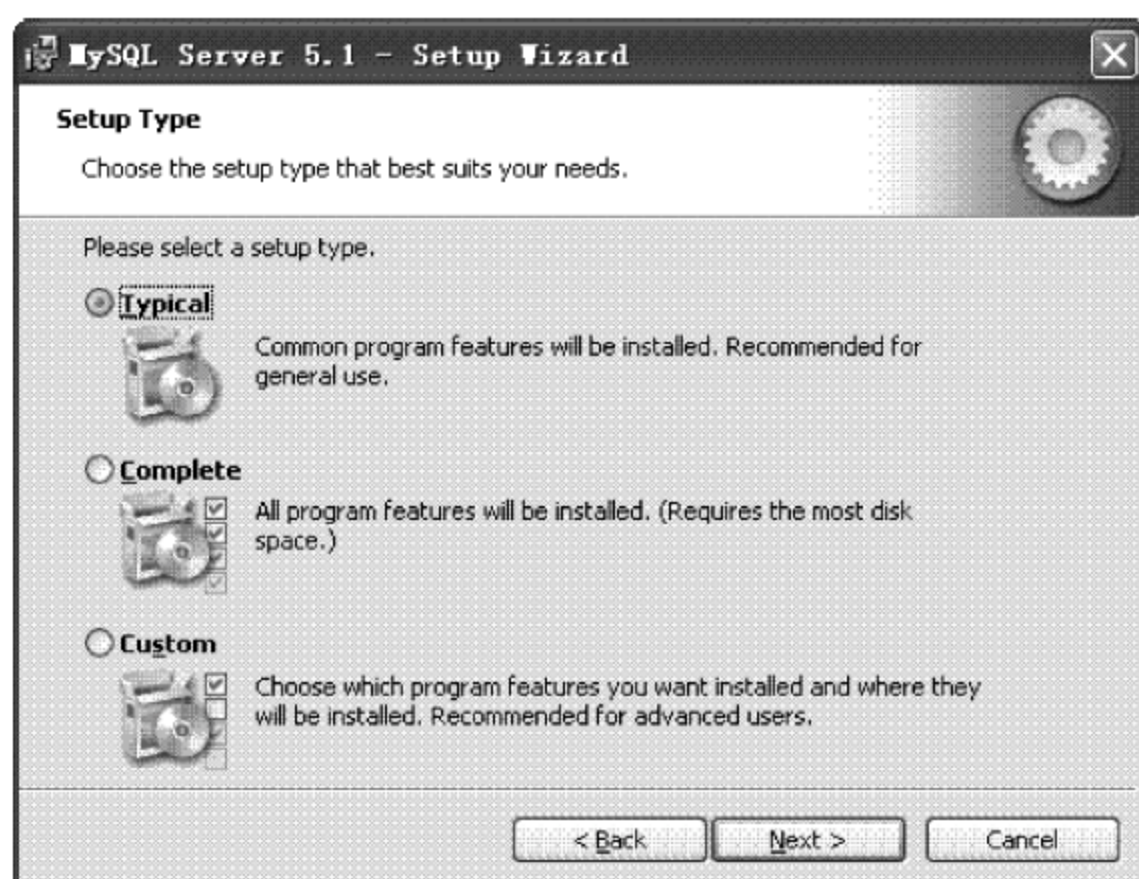 MySQL Server 5.1 - Setup Wizard
Setup Type
Choose the setup type that best suits your needs.
Please select a setup type.
Typical
Common program features will be installed. Recommended for
general use.
Complete
All program features will be installed. (Requires the most disk
space.)
Custom
Choose which program features you want installed and where they
will be installed. Recommended for advanced users.
< Back
Next >
Cancel